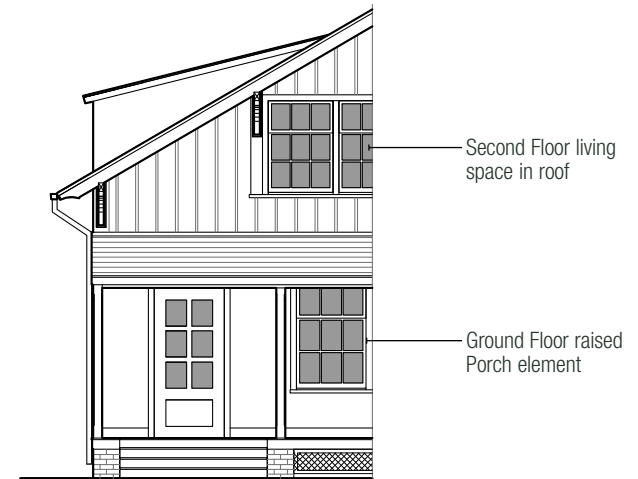 Second Floor living
space in roof
Ground Floor raised
Porch element